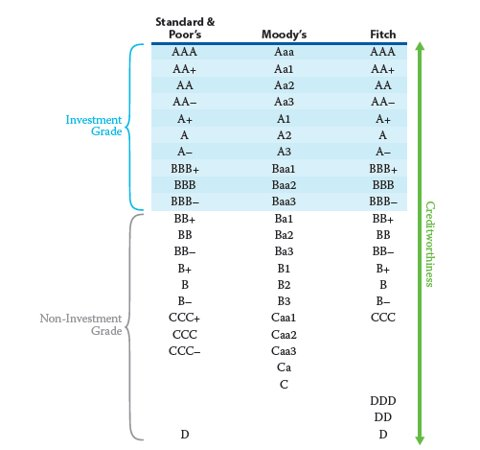 Standard &
Poor's Moody's Fitch
AAA Aaa AAA
AA+ Aa1 AA+
AA Aa2 AA
AA– Aa3 AA–
A+ A1 A+
Investment
Grade
A A2 A
A– A3 A–
BBB+ Baa1 BBB+
BBB Baa2 BBB
BBB– Baa3 BBB–
BB+ Ba1 BB+
BB Ba2 BB
BB– Ba3 BB–
B+ B1 B+
B B2 B
B– B3 B–
Non-Investment
Grade
CCC+ Caa1 CCC
CCC Caa2
CCC– Caa3
Ca
C
DDD
DD
D D
Creditworthiness